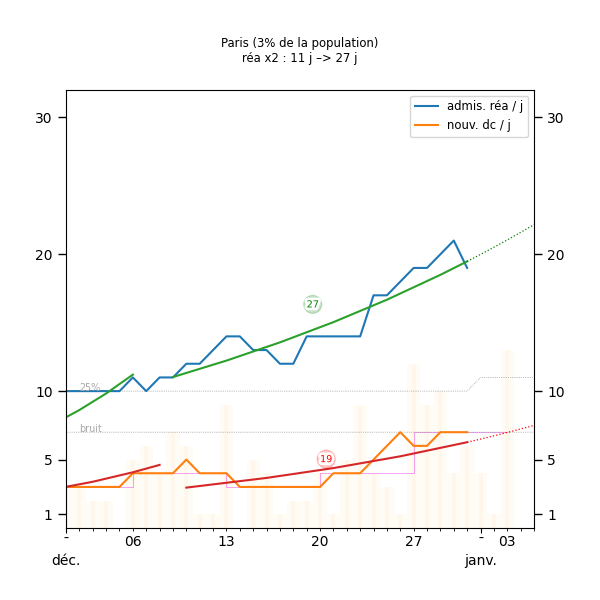 Paris (3% de la population)
réa x2 : 11 j –> 27 j
admis. réa / j
nouv. dc / j
30 30
20 20
27
25%
10 10
bruit
5 19 5
1 1
- 06 13 20 27 - 03
déc. janv.